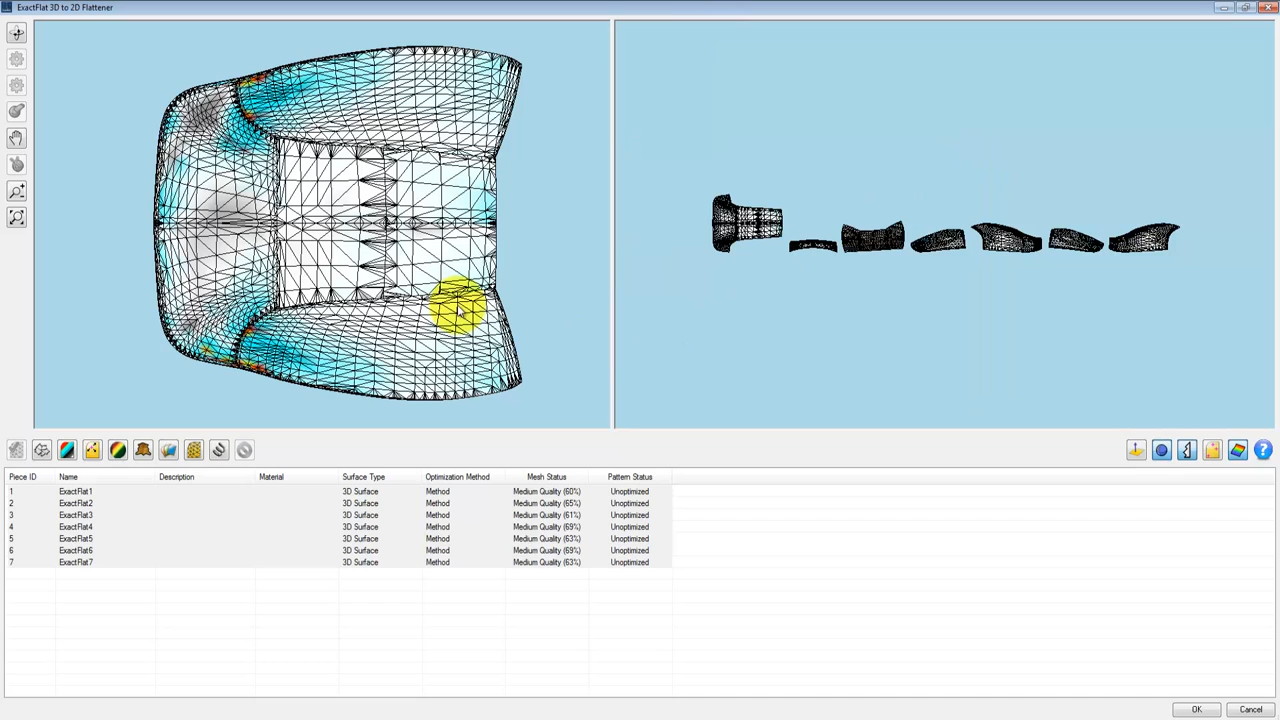 ExactFlat 3D to 2D Flattener
Piece ID Name Description Material Surface Type Optimization Method Mesh Status Pattern Status
1 ExactFlat1 3D Surface Method Medium Quality (60%) Unoptimized
2 ExactFlat2 3D Surface Method Medium Quality (65%) Unoptimized
3 ExactFlat3 3D Surface Method Medium Quality (61%) Unoptimized
4 ExactFlat4 3D Surface Method Medium Quality (69%) Unoptimized
5 ExactFlat5 3D Surface Method Medium Quality (63%) Unoptimized
6 ExactFlat6 3D Surface Method Medium Quality (69%) Unoptimized
7 ExactFlat7 3D Surface Method Medium Quality (63%) Unoptimized
OK Cancel